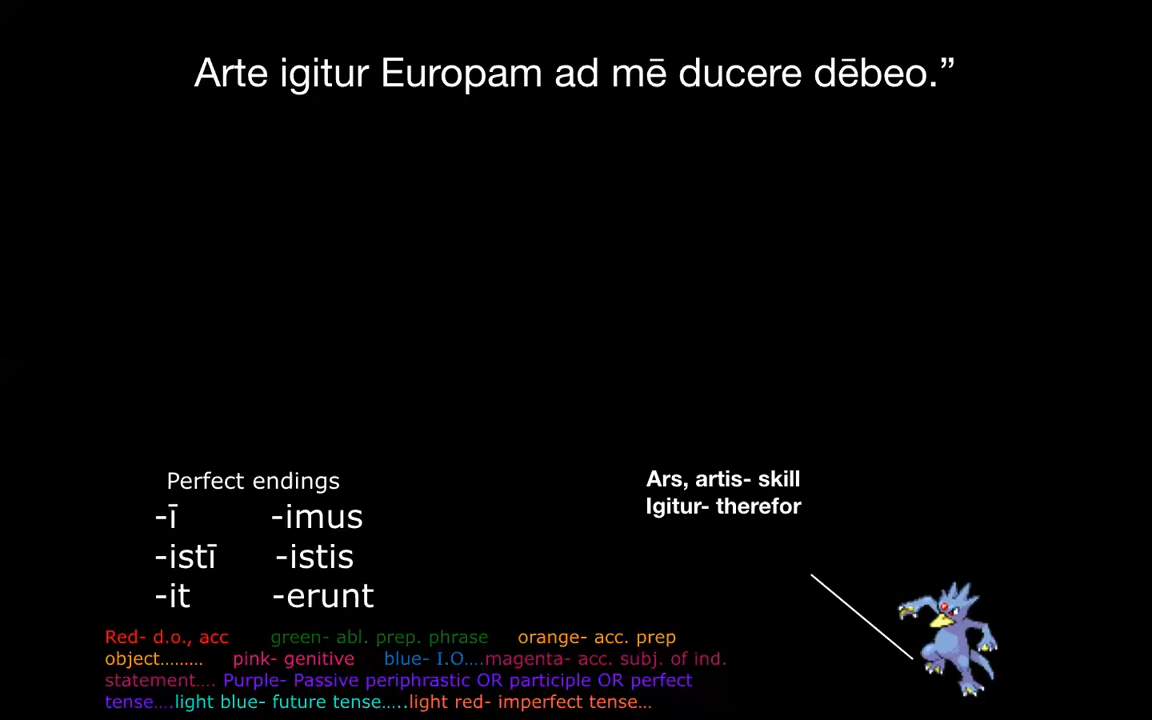 Arte igitur Europam ad mē ducere dēbeo.”
Perfect endings
-ī -imus
-istī -istis
-it -erunt
Ars, artis- skill
Igitur- therefor
Red- d.o., acc green- abl. prep. phrase orange- acc. prep
object......... pink- genitive blue- I.O....magenta- acc. subj. of ind.
statement.... Purple- Passive periphrastic OR participle OR perfect
tense....light blue- future tense.....light red- imperfect tense...